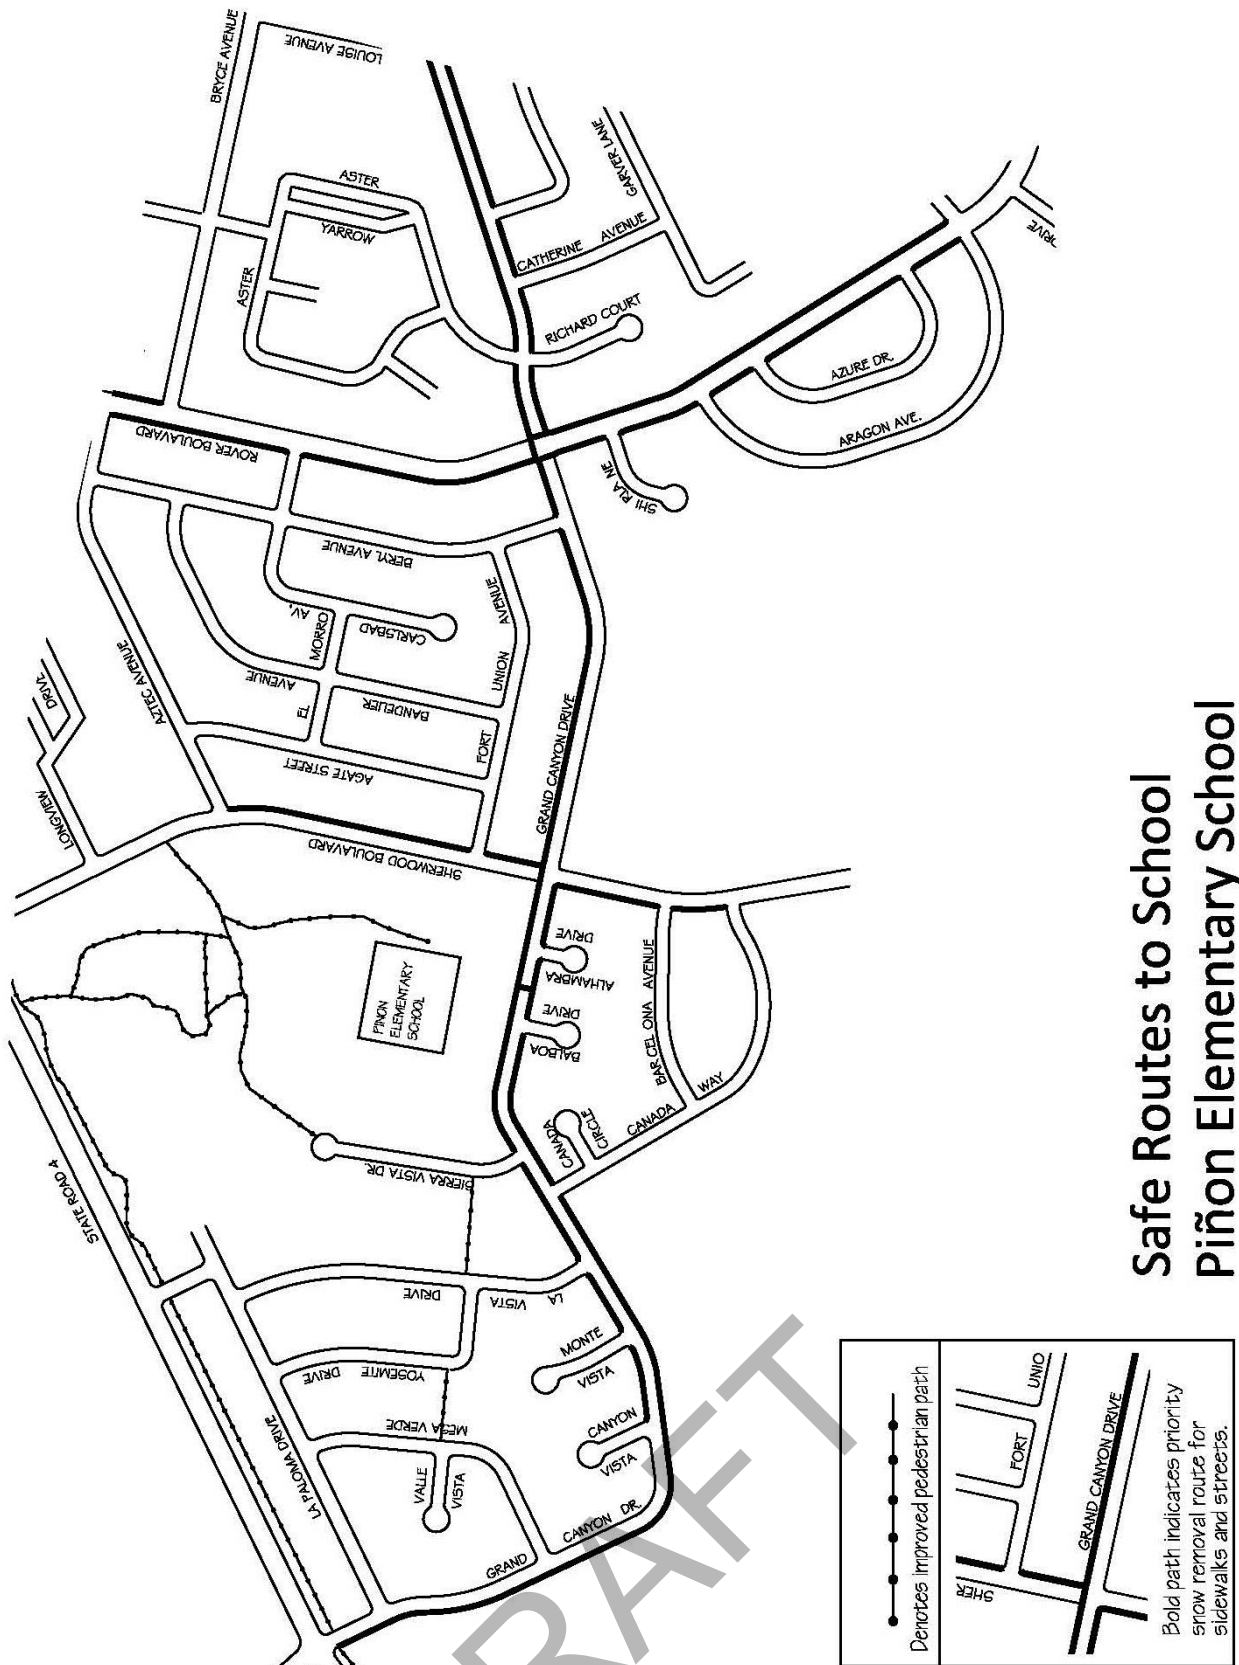 BRYCE AVENUE
LOUISE AVENUE
ASTER
YARROW
ASTER
GARVER LANE
CATHERINE AVENUE
RICHARD COURT
DRIVE
AZURE DR.
ARAGON AVE.
SHI RLA NE
ROVER BOULAVARD
BERYL AVENUE
CARLSBAD
EL MORRO AV.
BANDELIER AVENUE
FORT UNION AVENUE
AZTEC AVENUE
AGATE STREET
LONGVIEW DRIVE
SHERWOOD BOULAVARD
GRAND CANYON DRIVE
PINON
ELEMENTARY
SCHOOL
ALHAMBRA DRIVE
BALBOA DRIVE
BARCELONA AVENUE
CANADA CIRCLE
CANADA WAY
SIERRA VISTA DR.
STATE ROAD 4
LA VISTA DRIVE
YOSEMITE DRIVE
MESA VERDE
VALLE VISTA
LA PALOMA DRIVE
MONTE VISTA
CANYON VISTA
GRAND CANYON DR.
Safe Routes to School
Piñon Elementary School
Denotes improved pedestrian path
SHER
FORT UNIO
GRAND CANYON DRIVE
Bold path indicates priority
snow removal route for
sidewalks and streets.
RAFT